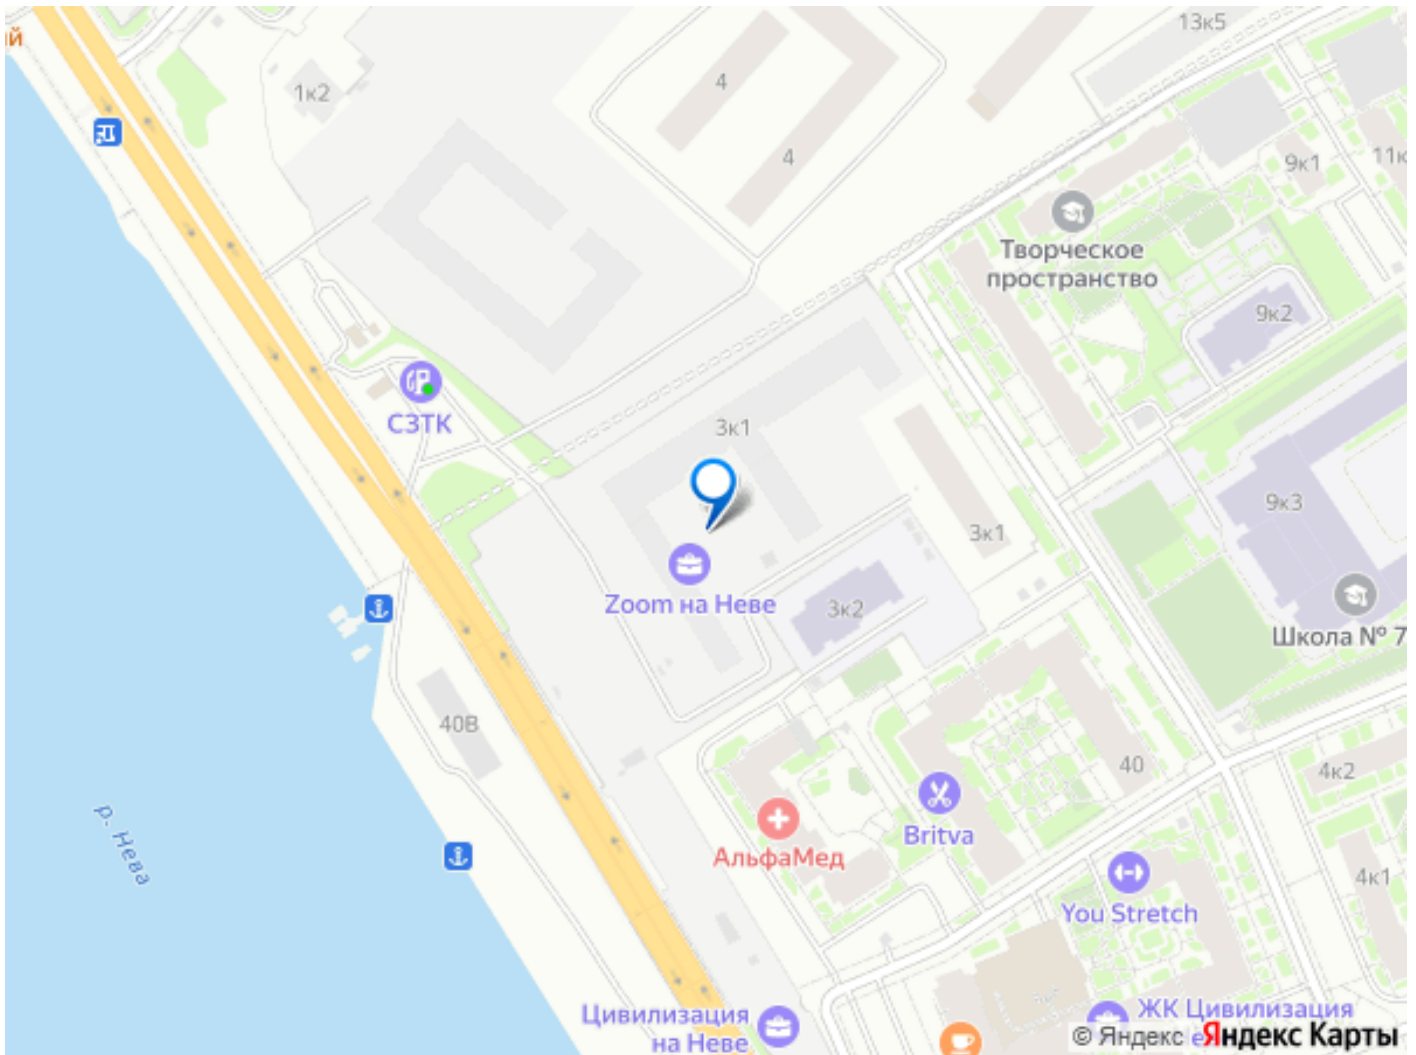 й
13к5
1к2
4
4
9к1
11к
Творческое
пространство
9к2
СЗТК
3к1
9к3
3к1
Zoom на Неве
3к2
Школа № 7
40В
р. Нева
40
4к2
Britva
АльфаМед
4к1
You Stretch
Цивилизация
на Неве
ЖК Цивилизация
© Яндекс Яндекс Карты